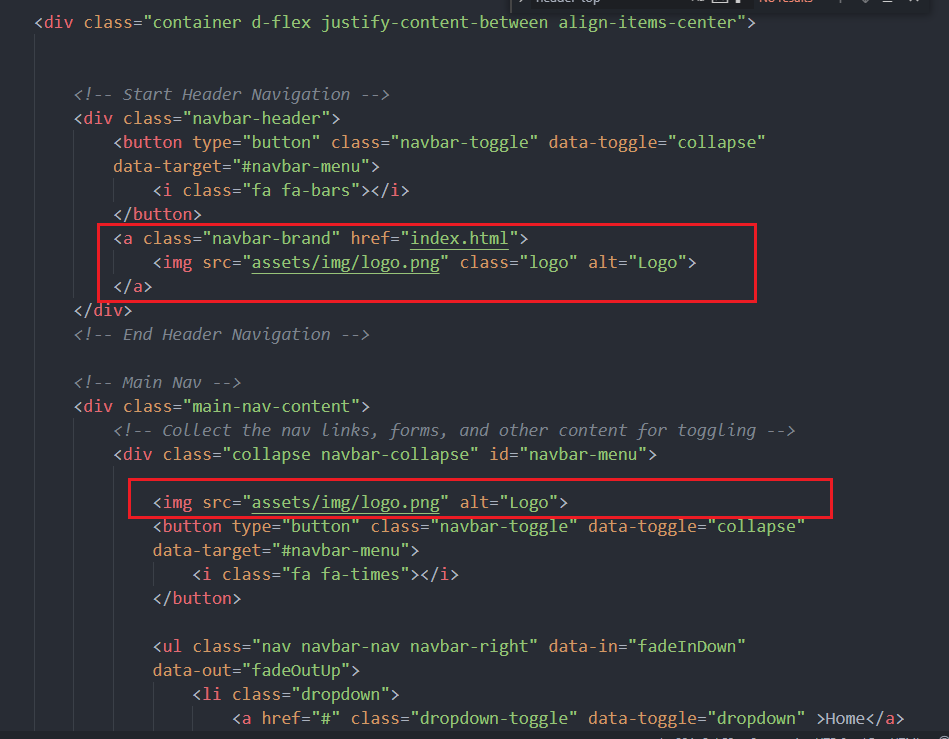 header-top No results
<div class="container d-flex justify-content-between align-items-center">
<!-- Start Header Navigation -->
<div class="navbar-header">
<button type="button" class="navbar-toggle" data-toggle="collapse"
data-target="#navbar-menu">
<i class="fa fa-bars"></i>
</button>
<a class="navbar-brand" href="index.html">
<img src="assets/img/logo.png" class="logo" alt="Logo">
</a>
</div>
<!-- End Header Navigation -->
<!-- Main Nav -->
<div class="main-nav-content">
<!-- Collect the nav links, forms, and other content for toggling -->
<div class="collapse navbar-collapse" id="navbar-menu">
<img src="assets/img/logo.png" alt="Logo">
<button type="button" class="navbar-toggle" data-toggle="collapse"
data-target="#navbar-menu">
<i class="fa fa-times"></i>
</button>
<ul class="nav navbar-nav navbar-right" data-in="fadeInDown"
data-out="fadeOutUp">
<li class="dropdown">
<a href="#" class="dropdown-toggle" data-toggle="dropdown" >Home</a>